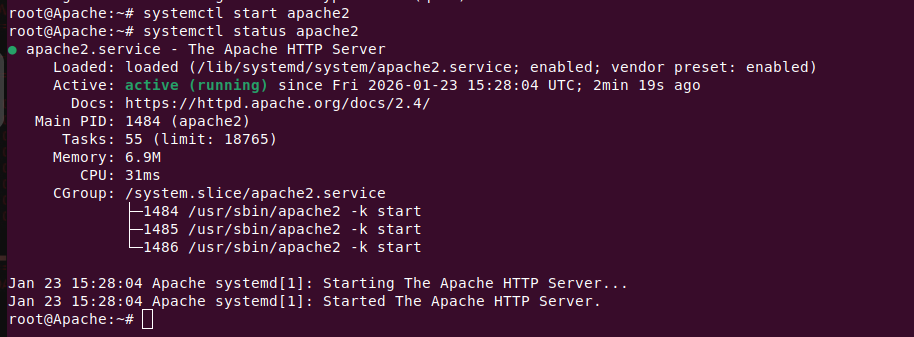 root@Apache:~# systemctl start apache2
root@Apache:~# systemctl status apache2
● apache2.service - The Apache HTTP Server
     Loaded: loaded (/lib/systemd/system/apache2.service; enabled; vendor preset: enabled)
     Active: active (running) since Fri 2026-01-23 15:28:04 UTC; 2min 19s ago
       Docs: https://httpd.apache.org/docs/2.4/
   Main PID: 1484 (apache2)
      Tasks: 55 (limit: 18765)
     Memory: 6.9M
        CPU: 31ms
     CGroup: /system.slice/apache2.service
             ├─1484 /usr/sbin/apache2 -k start
             ├─1485 /usr/sbin/apache2 -k start
             └─1486 /usr/sbin/apache2 -k start

Jan 23 15:28:04 Apache systemd[1]: Starting The Apache HTTP Server...
Jan 23 15:28:04 Apache systemd[1]: Started The Apache HTTP Server.
root@Apache:~#